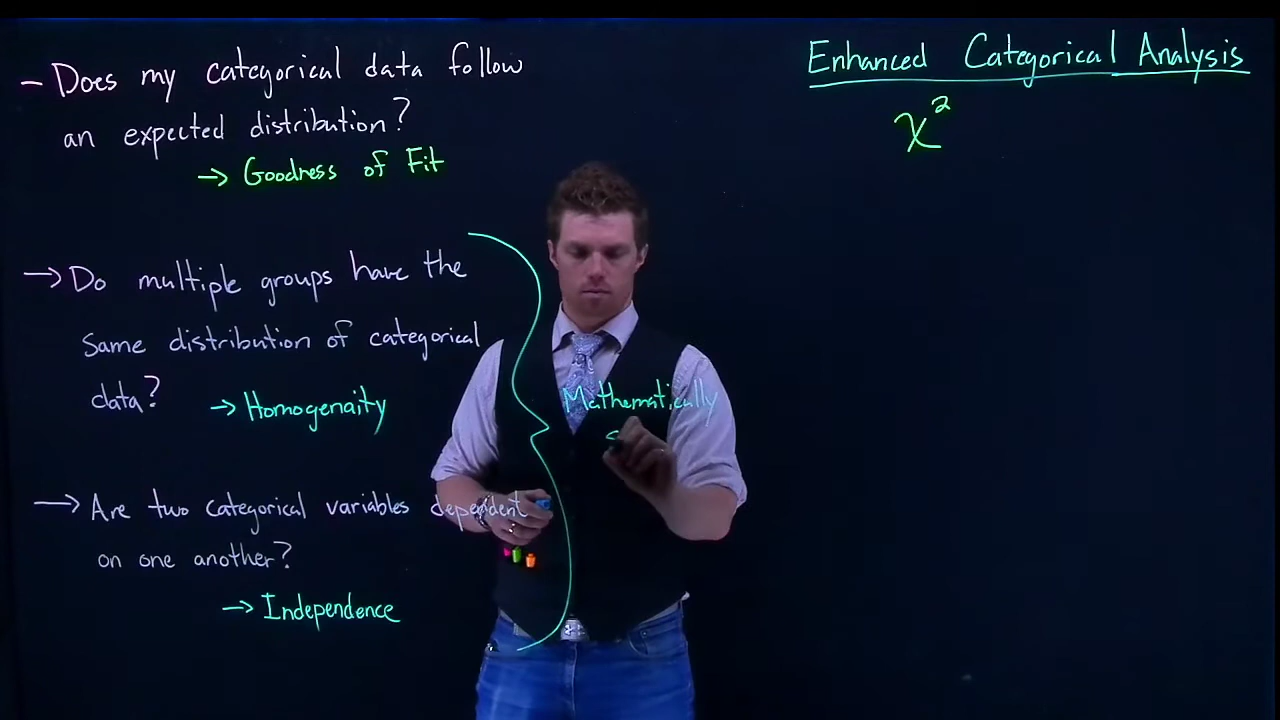 - Does my categorical data follow
an expected distribution?
→ Goodness of Fit
→ Do multiple groups have the
same distribution of categorical
data? → Homogenaity
→ Are two categorical variables dependent
on one another?
→ Independence
Mathematically
Enhanced Categorical Analysis
χ²